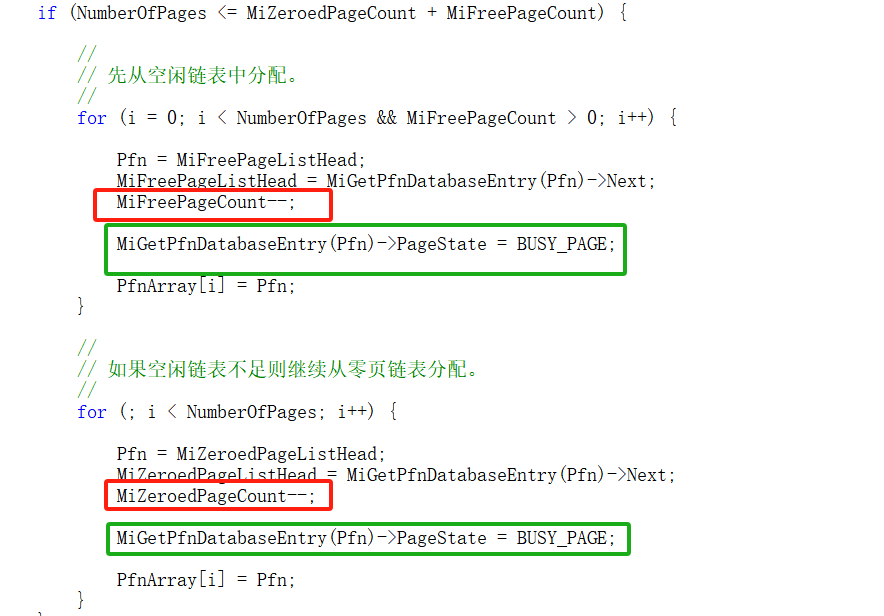 if (NumberOfPages <= MiZeroedPageCount + MiFreePageCount) {
//
// 先从空闲链表中分配。
//
for (i = 0; i < NumberOfPages && MiFreePageCount > 0; i++) {
Pfn = MiFreePageListHead;
MiFreePageListHead = MiGetPfnDatabaseEntry(Pfn)->Next;
MiFreePageCount--;
MiGetPfnDatabaseEntry(Pfn)->PageState = BUSY_PAGE;
PfnArray[i] = Pfn;
}
//
// 如果空闲链表不足则继续从零页链表分配。
//
for (; i < NumberOfPages; i++) {
Pfn = MiZeroedPageListHead;
MiZeroedPageListHead = MiGetPfnDatabaseEntry(Pfn)->Next;
MiZeroedPageCount--;
MiGetPfnDatabaseEntry(Pfn)->PageState = BUSY_PAGE;
PfnArray[i] = Pfn;
}